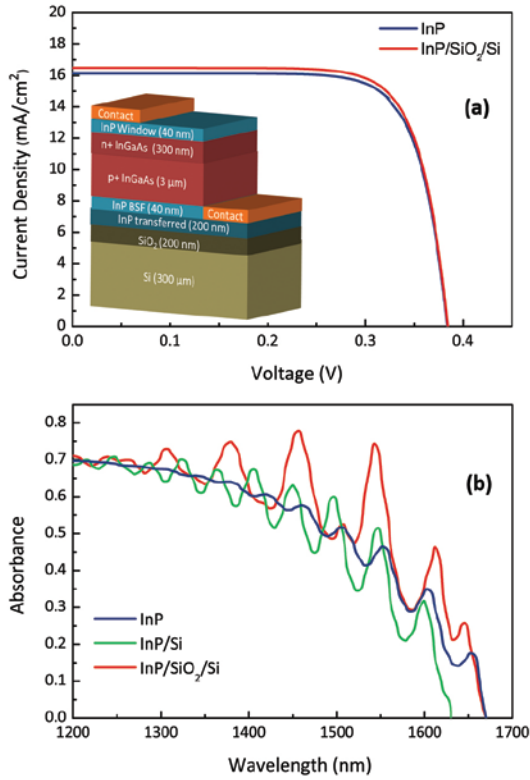 20
18
16
14
12
10
8
6
4
2
0
Current Density (mA/cm²)
InP
InP/SiO₂/Si
(a)
Contact
InP Window (40 nm)
n+ InGaAs (300 nm)
p+ InGaAs (3 µm)
InP BSF (40 nm)
Contact
InP transferred (200 nm)
SiO₂ (200 nm)
Si (300 µm)
0.0 0.1 0.2 0.3 0.4
Voltage (V)
0.8
0.7
0.6
0.5
0.4
0.3
0.2
0.1
0.0
Absorbance
(b)
InP
InP/Si
InP/SiO₂/Si
1200 1300 1400 1500 1600 1700
Wavelength (nm)